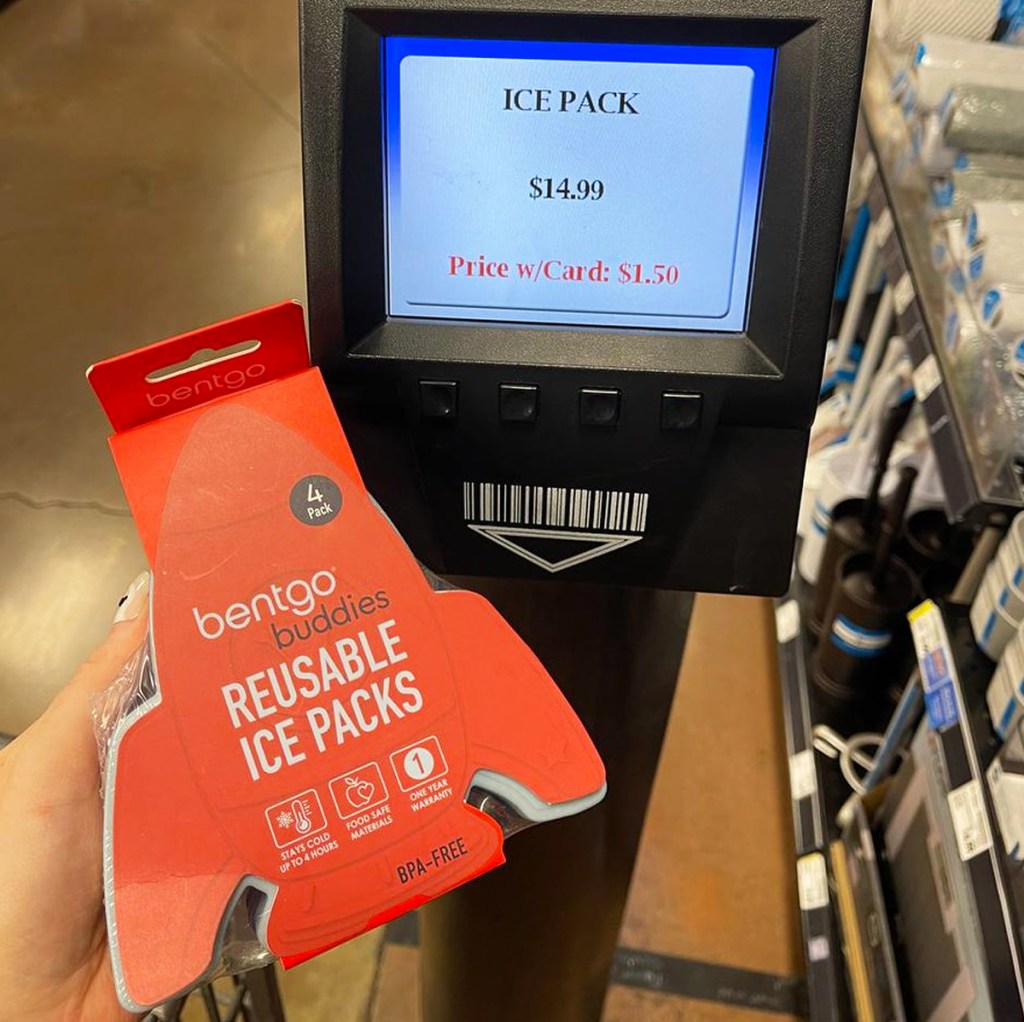 ICE PACK
$14.99
Price w/Card: $1.50
bentgo
4
Pack
bentgo
buddies
REUSABLE
ICE PACKS
STAYS COLD
UP TO 4 HOURS
FOOD SAFE
MATERIALS
1
ONE YEAR
WARRANTY
BPA-FREE